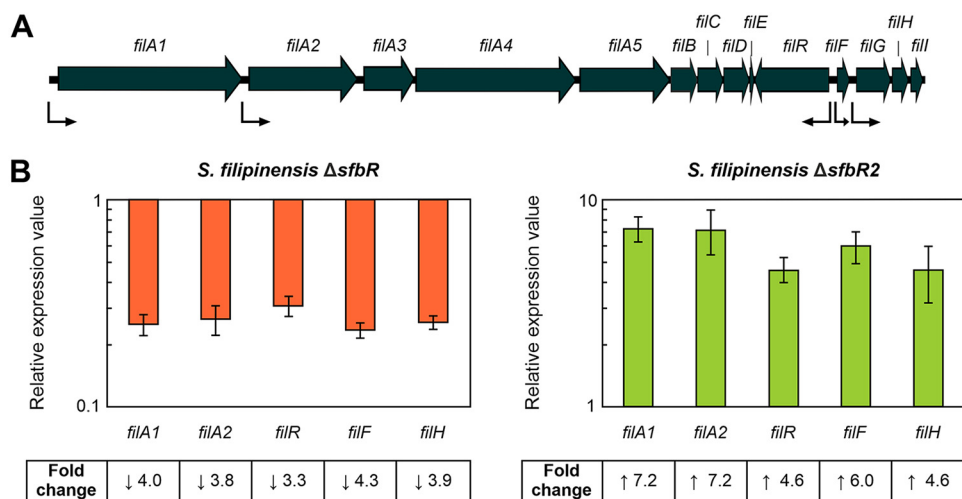 A
filC filE filH
filA1 filA2 filA3 filA4 filA5 filB filD filR filF filG filI
B
S. filipinensis ΔsfbR
Relative expression value
1
0.1
filA1 filA2 filR filF filH
Fold change ↓ 4.0 ↓ 3.8 ↓ 3.3 ↓ 4.3 ↓ 3.9
S. filipinensis ΔsfbR2
Relative expression value
10
1
filA1 filA2 filR filF filH
Fold change ↑ 7.2 ↑ 7.2 ↑ 4.6 ↑ 6.0 ↑ 4.6